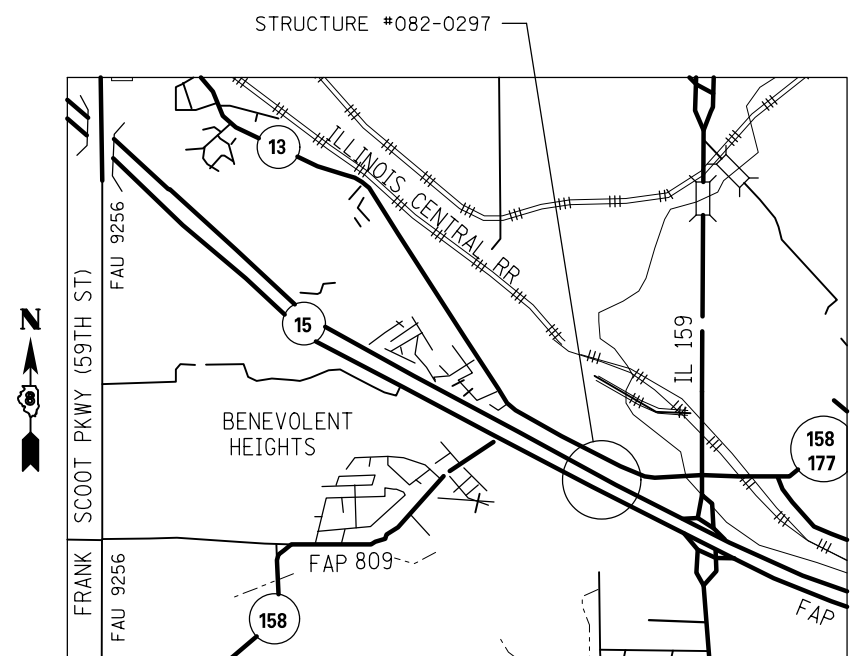 STRUCTURE #082-0297
13
ILLINOIS CENTRAL RR
FAU 9256
15
N
8
FRANK SCOOT PKWY (59TH ST)
IL 159
BENEVOLENT
HEIGHTS
158
177
FAP 809
FAU 9256
158
FAP